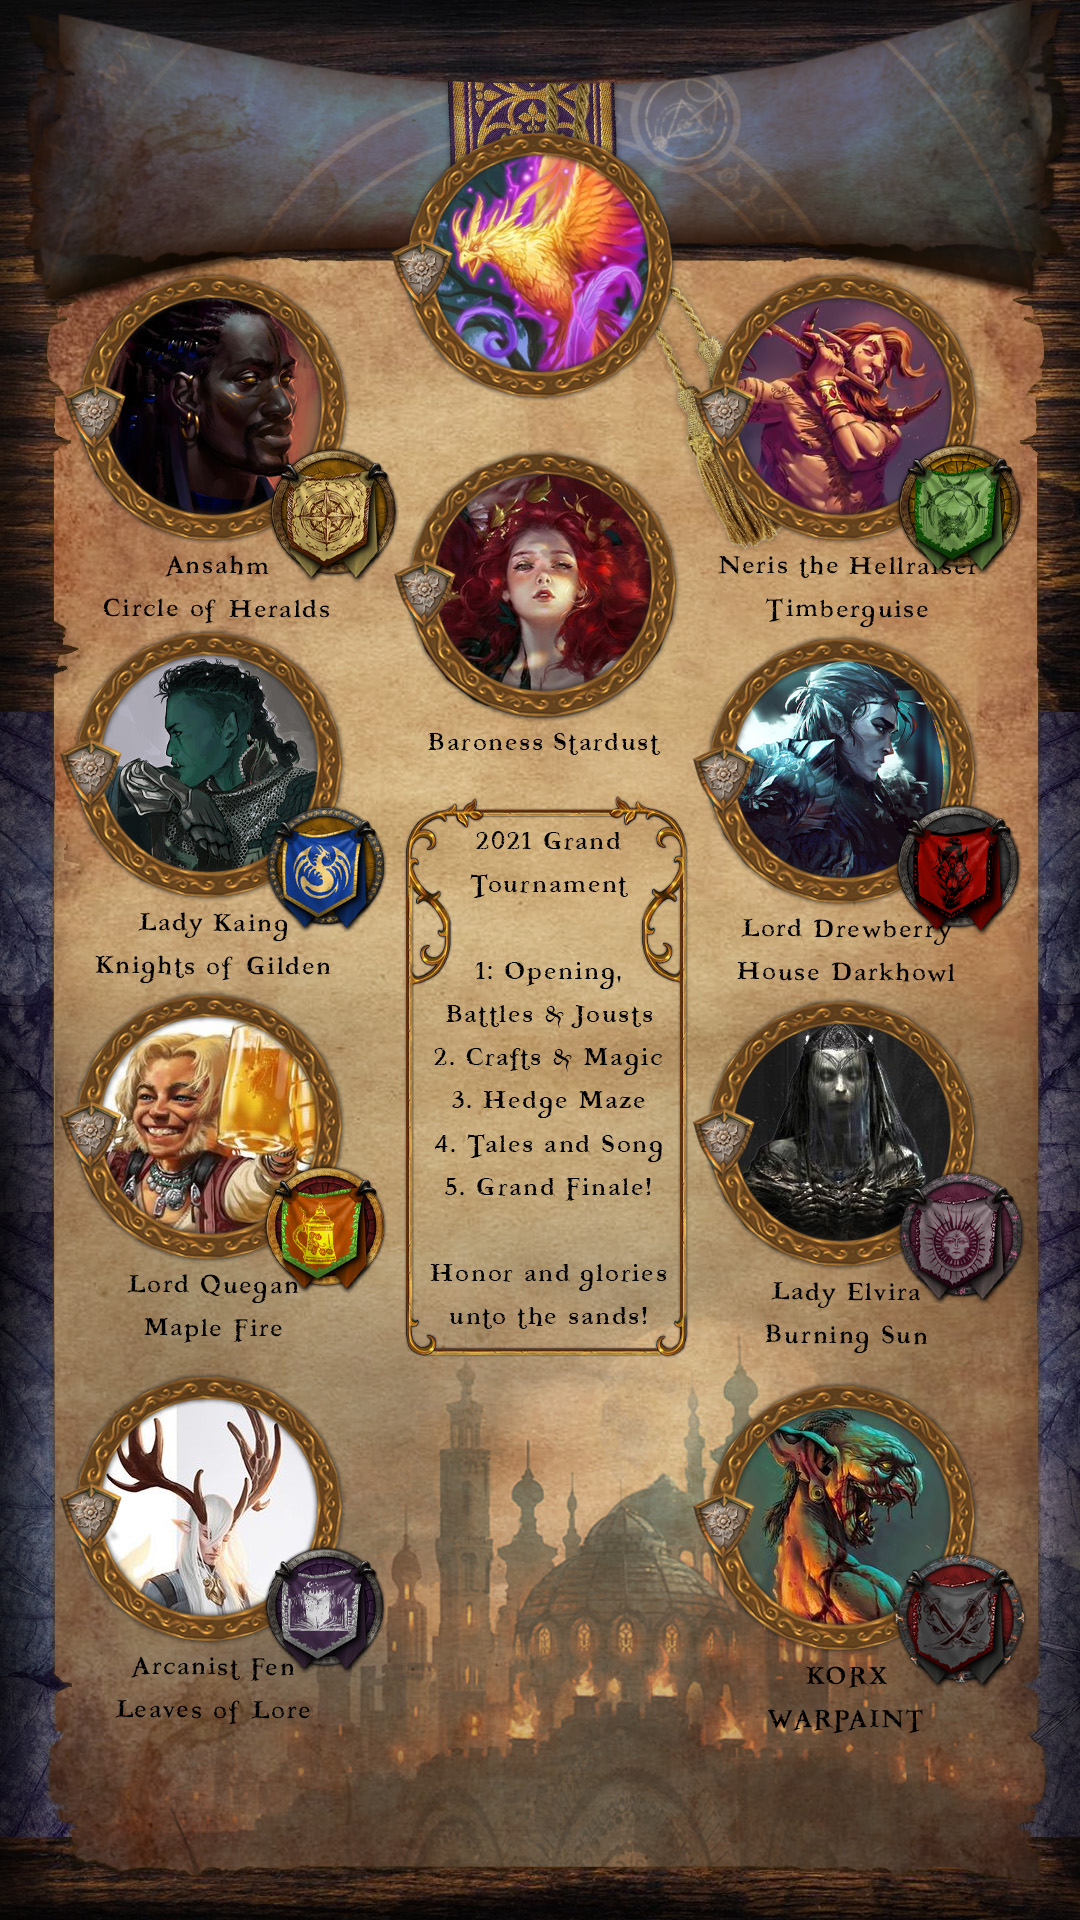 Ansahm
Circle of Heralds
Neris the Hellraiser
Timberguise
Baroness Stardust
Lady Kaing
Knights of Gilden
2021 Grand
Tournament
1: Opening,
Battles & Jousts
2. Crafts & Magic
3. Hedge Maze
4. Tales and Song
5. Grand Finale!
Honor and glories
unto the sands!
Lord Drewberry
House Darkhowl
Lord Quegan
Maple Fire
Lady Elvira
Burning Sun
Arcanist Fen
Leaves of Lore
KORX
WARPAINT